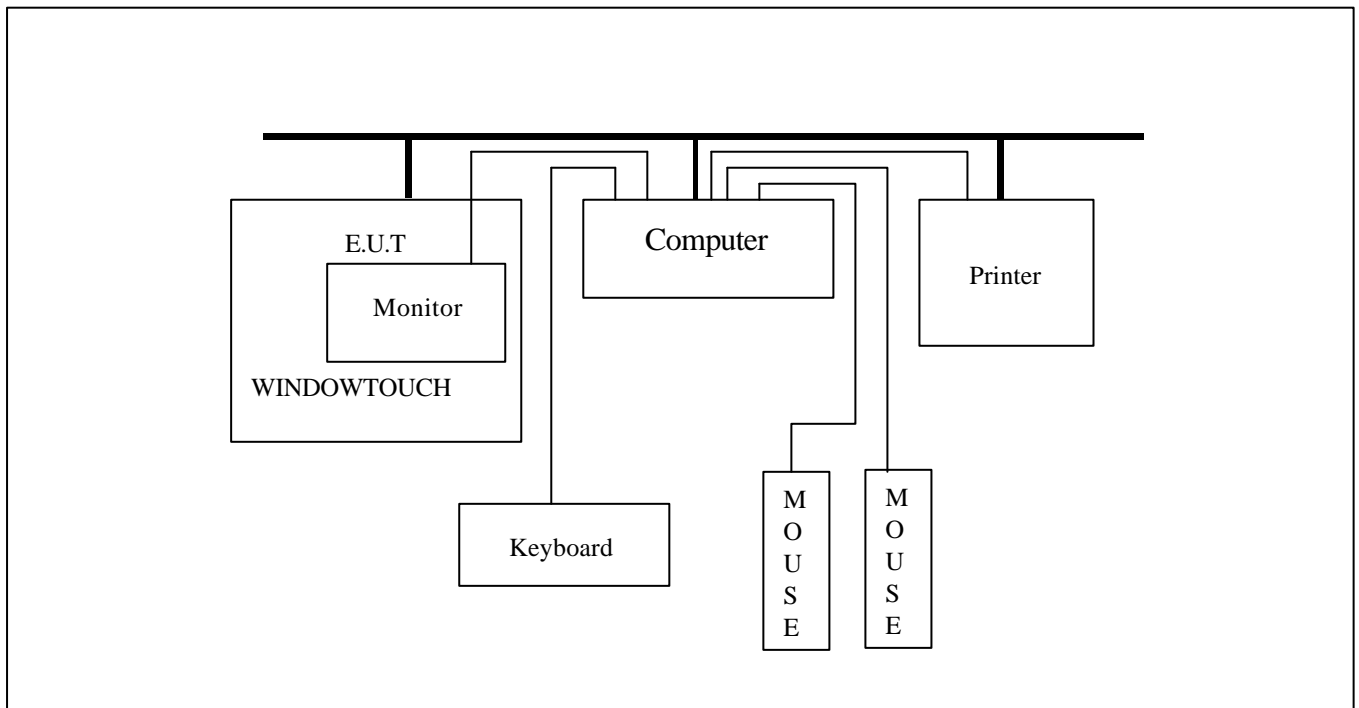 E.U.T
Monitor
WINDOWTOUCH
Computer
Printer
Keyboard
M
O
U
S
E
M
O
U
S
E